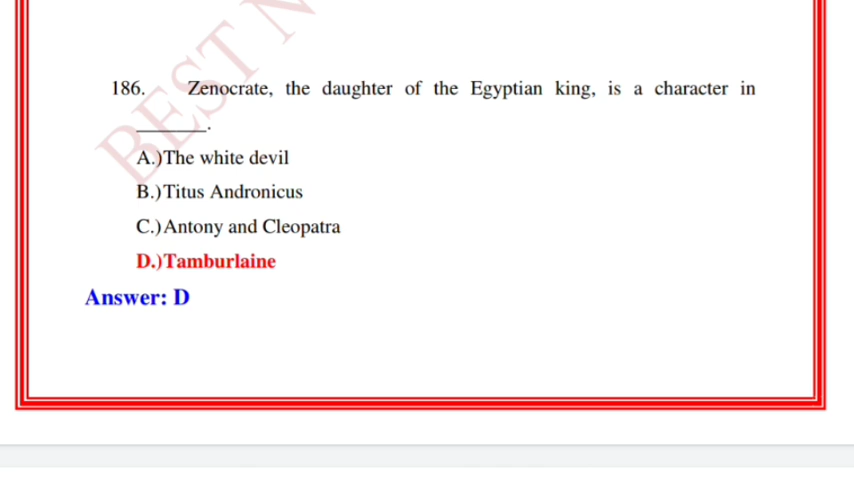 BEST N
186. Zenocrate, the daughter of the Egyptian king, is a character in
_______.
A.)The white devil
B.)Titus Andronicus
C.)Antony and Cleopatra
D.)Tamburlaine
Answer: D